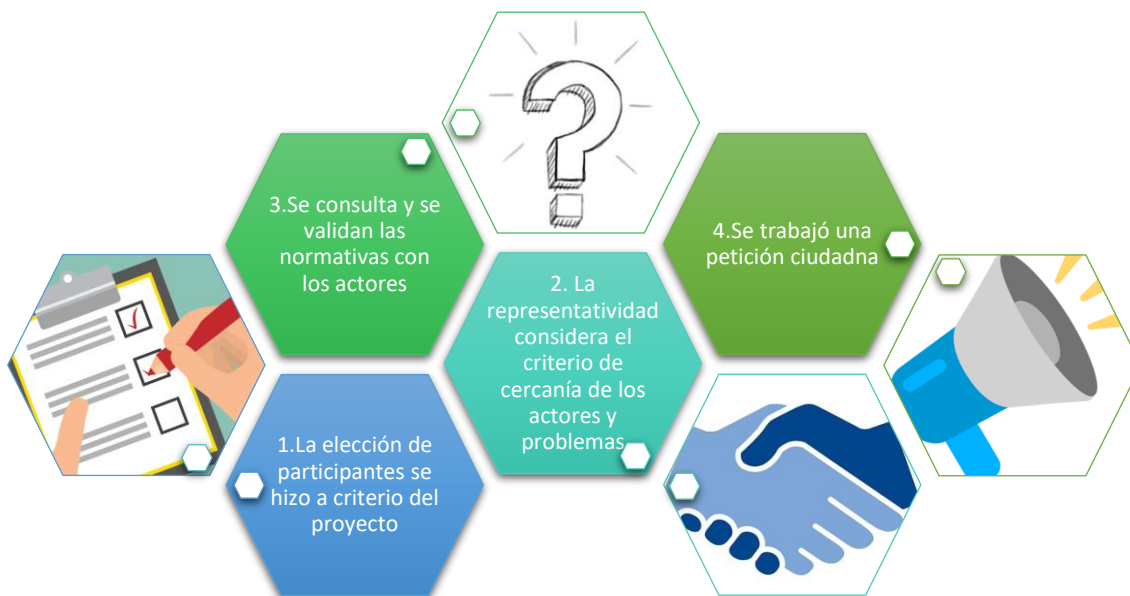 3.Se consulta y se
validan las
normativas con
los actores
4.Se trabajó una
petición ciudadna
2. La
representatividad
considera el
criterio de
cercanía de los
actores y
problemas
1.La elección de
participantes se
hizo a criterio del
proyecto